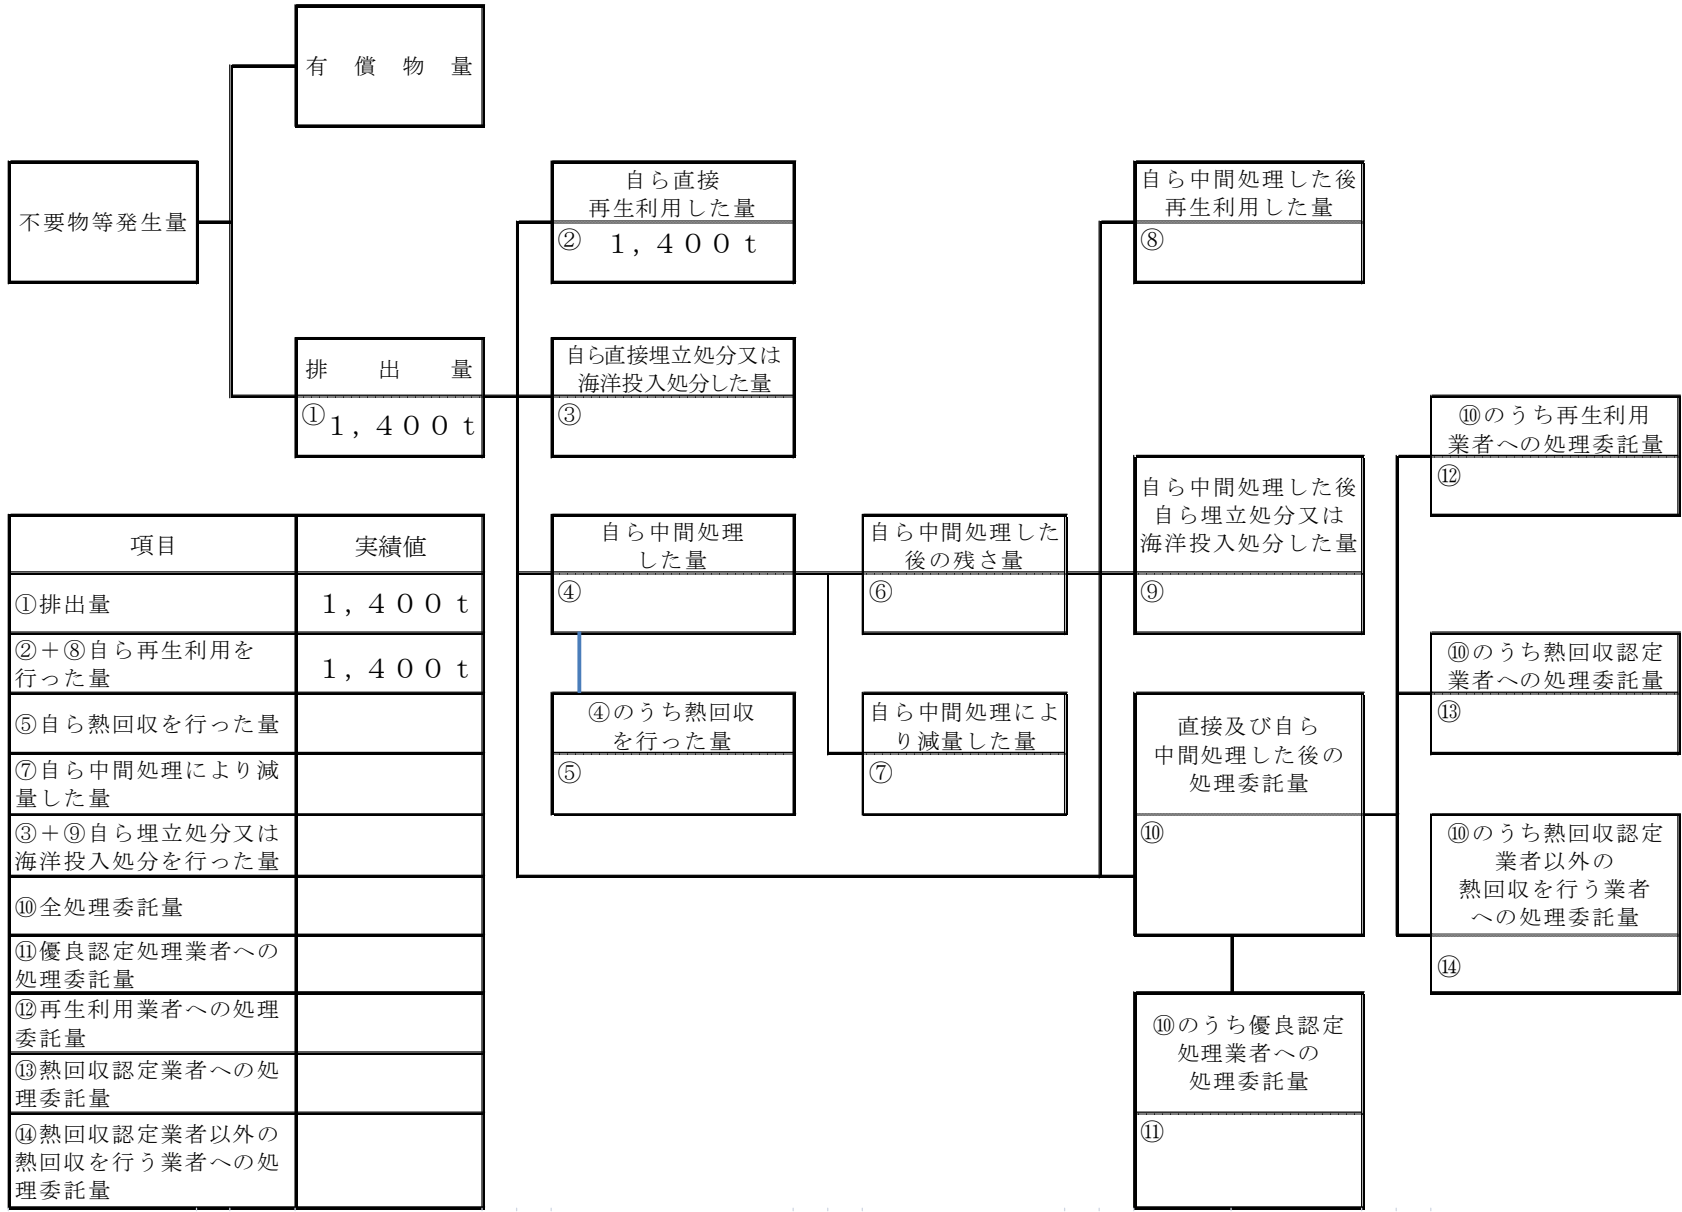 有償物量
不要物等発生量
自ら直接
再生利用した量
② 1,400t
自ら中間処理した後
再生利用した量
⑧
排出量
①1,400t
自ら直接埋立処分又は
海洋投入処分した量
③
⑩のうち再生利用
業者への処理委託量
⑫
自ら中間処理した後
自ら埋立処分又は
海洋投入処分した量
⑨
自ら中間処理
した量
④
自ら中間処理した
後の残さ量
⑥
⑩のうち熱回収認定
業者への処理委託量
⑬
④のうち熱回収
を行った量
⑤
自ら中間処理によ
り減量した量
⑦
直接及び自ら
中間処理した後の
処理委託量
⑩
⑩のうち熱回収認定
業者以外の
熱回収を行う業者
への処理委託量
⑭
⑩のうち優良認定
処理業者への
処理委託量
⑪
項目 実績値
①排出量 1,400t
②+⑧自ら再生利用を
行った量 1,400t
⑤自ら熱回収を行った量
⑦自ら中間処理により減
量した量
③+⑨自ら埋立処分又は
海洋投入処分を行った量
⑩全処理委託量
⑪優良認定処理業者への
処理委託量
⑫再生利用業者への処理
委託量
⑬熱回収認定業者への処
理委託量
⑭熱回収認定業者以外の
熱回収を行う業者への処
理委託量